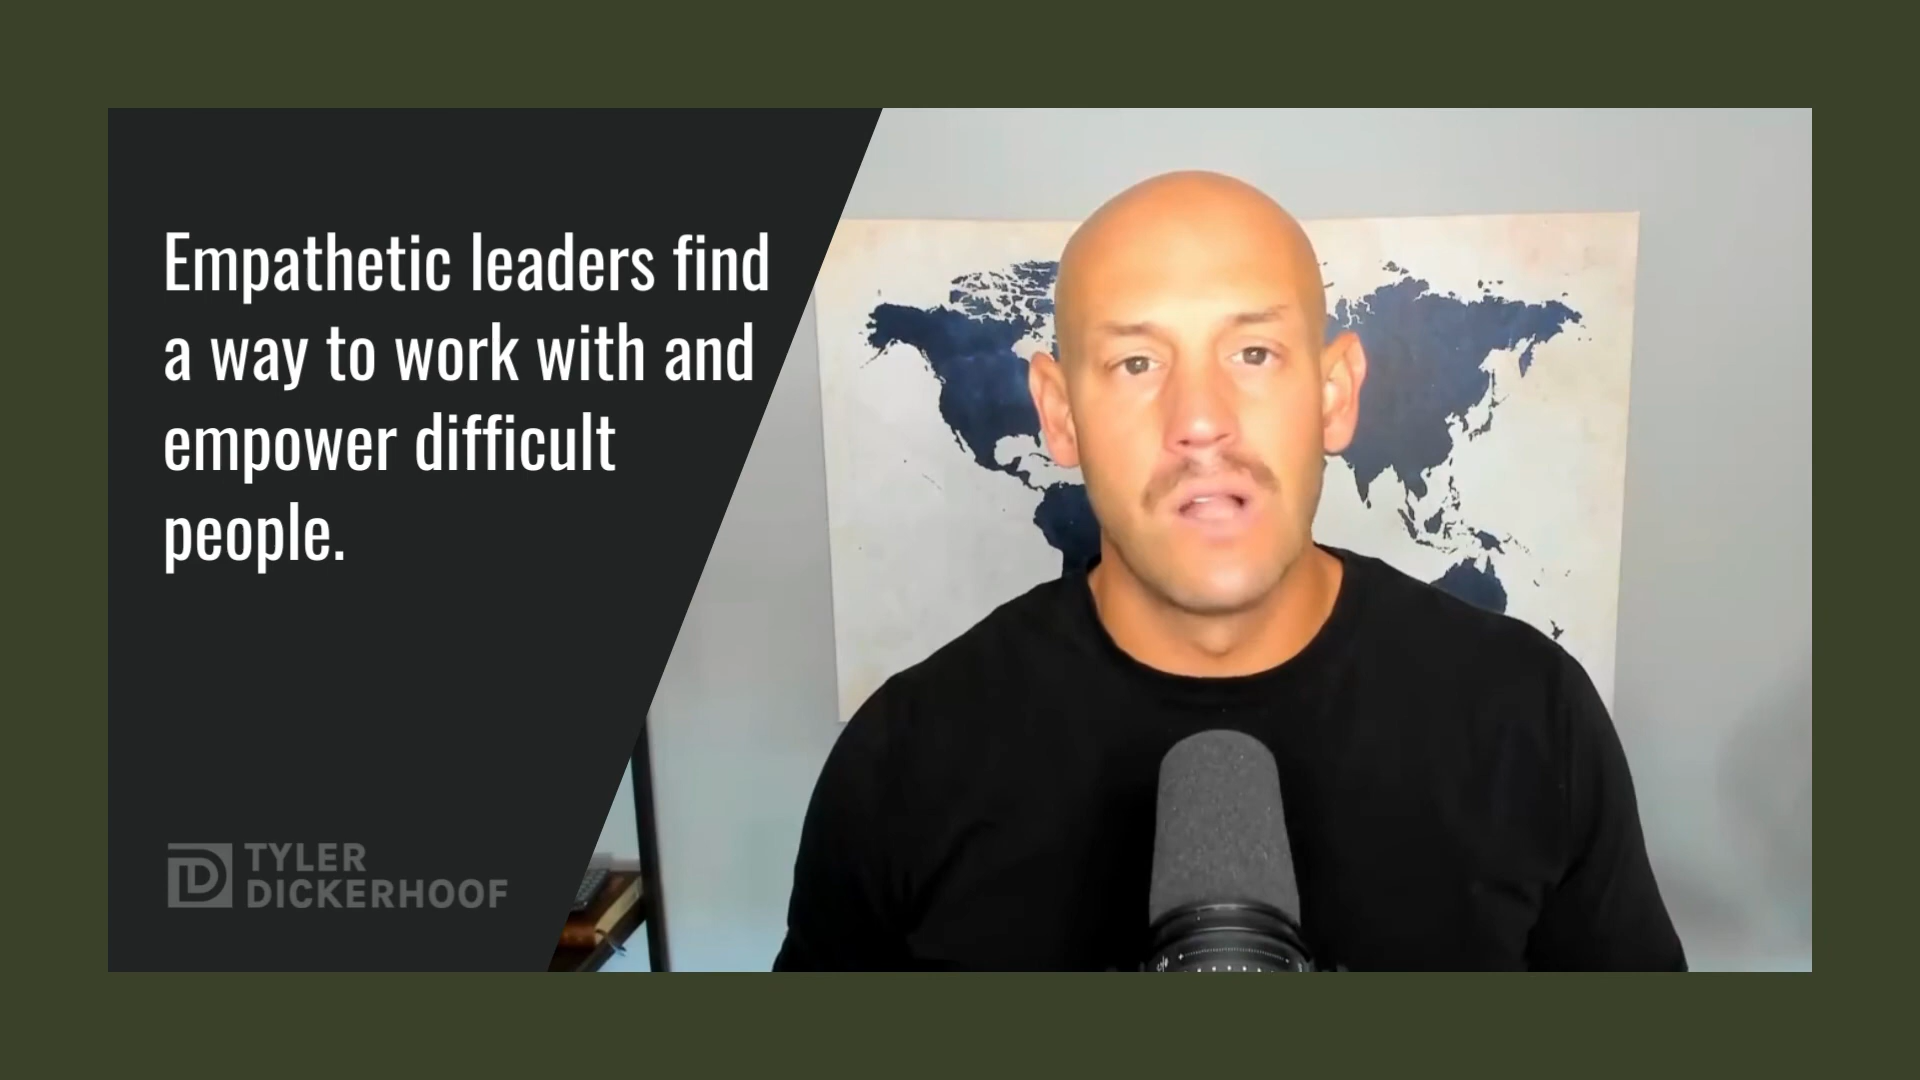 Empathetic leaders find
a way to work with and
empower difficult
people.
TYLER
DICKERHOOF